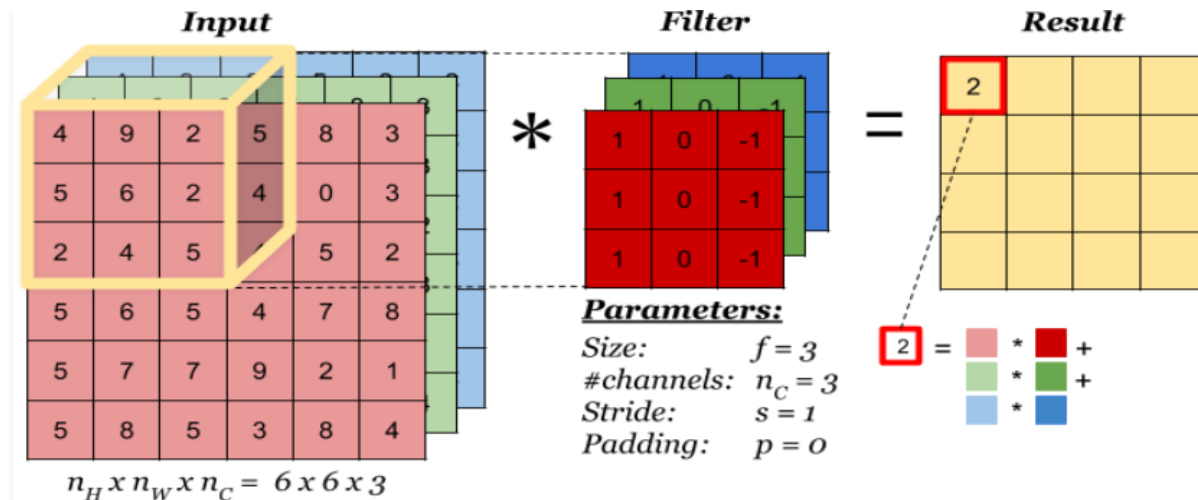 Input
Filter
Result
4 9 2 5 8 3
5 6 2 4 0 3
2 4 5 5 2
5 6 5 4 7 8
5 7 7 9 2 1
5 8 5 3 8 4
n_H x n_W x n_C = 6 x 6 x 3
*
1 0 -1
1 0 -1
1 0 -1
1 0 -1
Parameters:
Size: f = 3
#channels: n_C = 3
Stride: s = 1
Padding: p = 0
=
2
2 = * +
* +
*